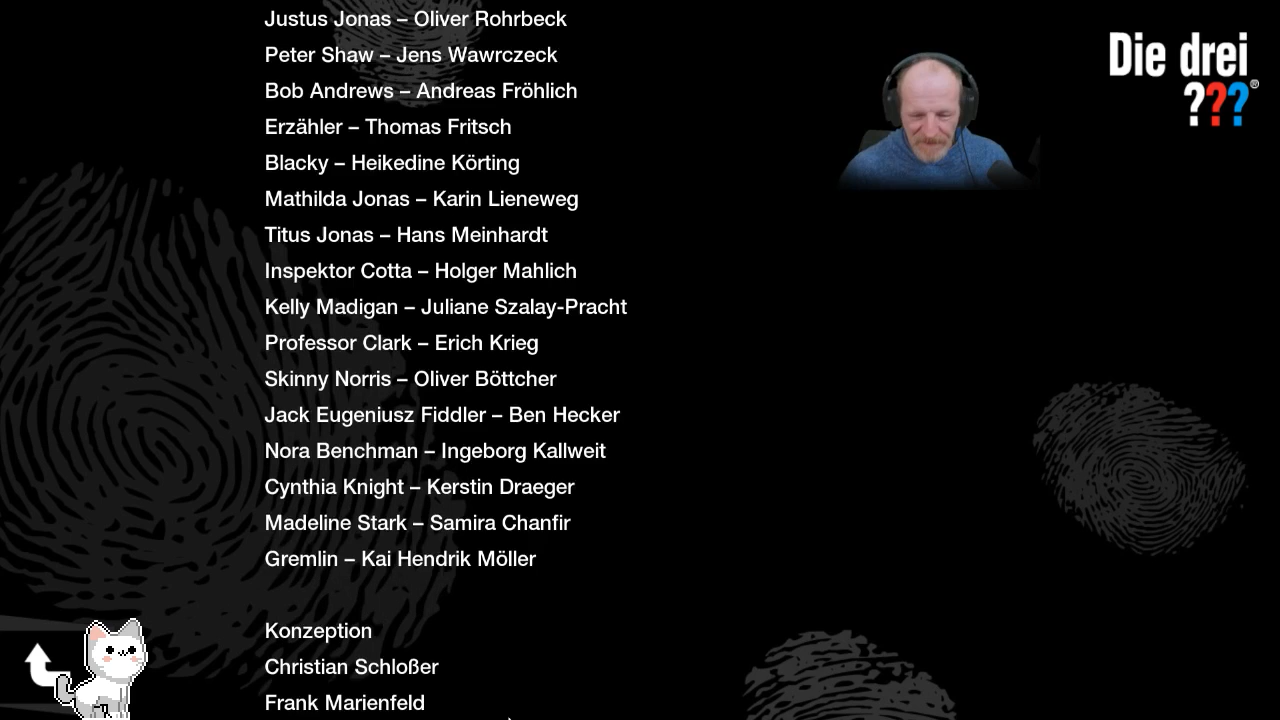 Justus Jonas – Oliver Rohrbeck
Peter Shaw – Jens Wawrczeck
Bob Andrews – Andreas Fröhlich
Erzähler – Thomas Fritsch
Blacky – Heikedine Körting
Mathilda Jonas – Karin Lieneweg
Titus Jonas – Hans Meinhardt
Inspektor Cotta – Holger Mahlich
Kelly Madigan – Juliane Szalay-Pracht
Professor Clark – Erich Krieg
Skinny Norris – Oliver Böttcher
Jack Eugeniusz Fiddler – Ben Hecker
Nora Benchman – Ingeborg Kallweit
Cynthia Knight – Kerstin Draeger
Madeline Stark – Samira Chanfir
Gremlin – Kai Hendrik Möller
Konzeption
Christian Schloßer
Frank Marienfeld
Die drei
???®